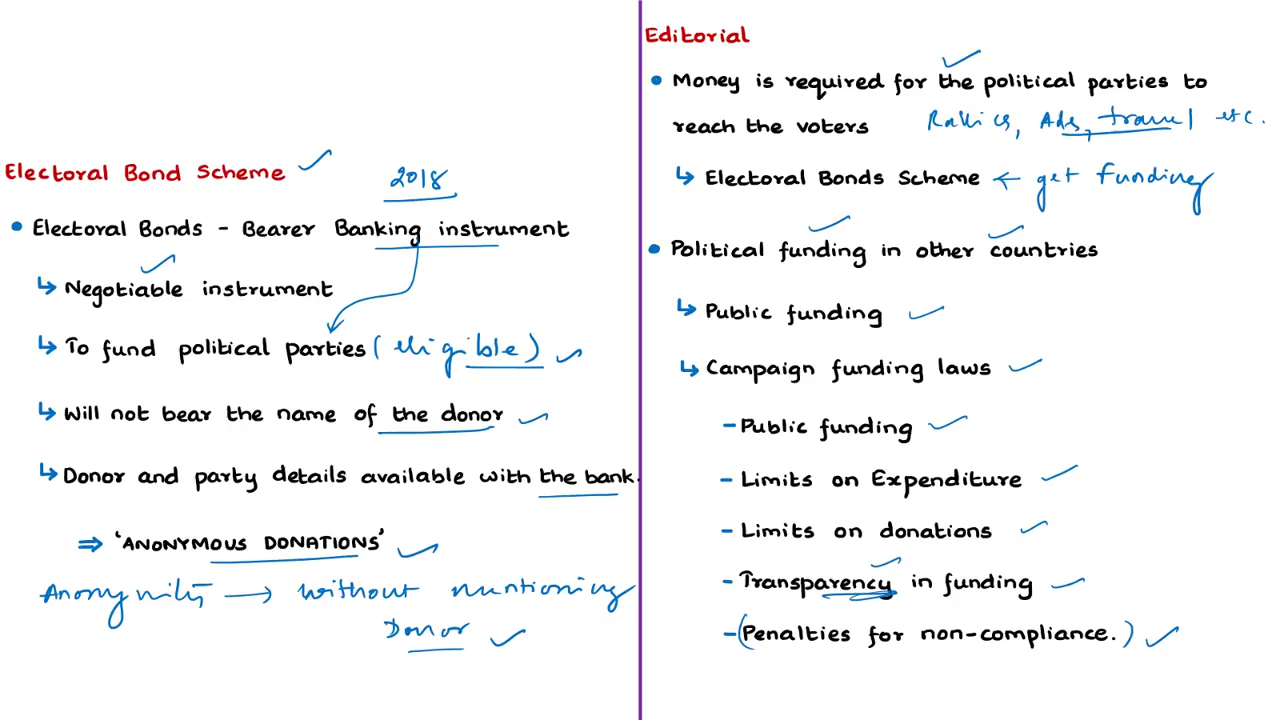 Electoral Bond Scheme
2018
• Electoral Bonds - Bearer Banking instrument
↳ Negotiable instrument
↳ To fund political parties (eligible)
↳ Will not bear the name of the donor
↳ Donor and party details available with the bank.
⇒ 'ANONYMOUS DONATIONS'
Anonymity → without mentioning
Donor
Editorial
• Money is required for the political parties to
reach the voters Rallies, Ads, travel etc.
↳ Electoral Bonds Scheme ← get funding
• Political funding in other countries
↳ Public funding
↳ Campaign funding laws
- Public funding
- Limits on Expenditure
- Limits on donations
- Transparency in funding
- (Penalties for non-compliance.)